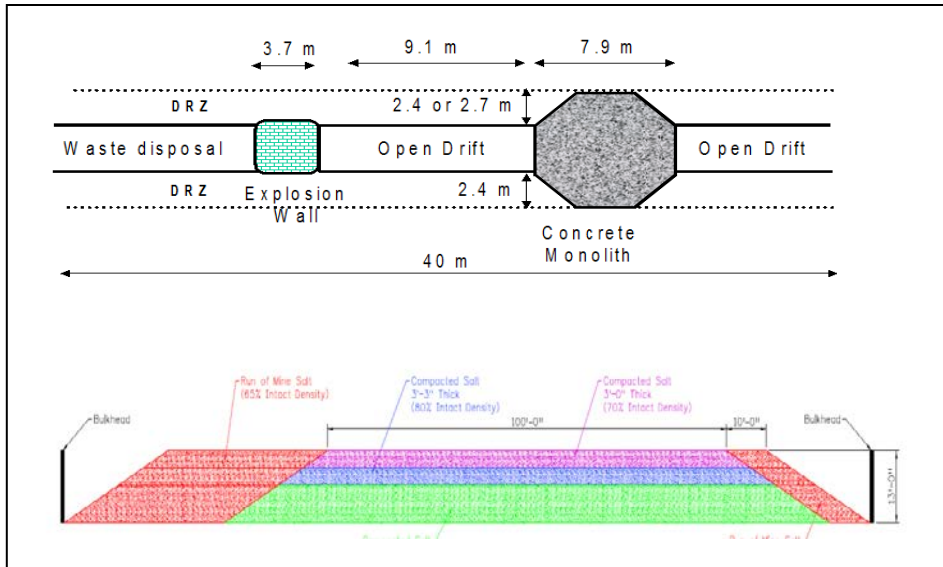 3.7 m
9.1 m
7.9 m
DRZ
2.4 or 2.7 m
Waste disposal
Open Drift
Open Drift
DRZ
2.4 m
Explosion
Wall
Concrete
Monolith
40 m
Run of Mine Salt
(65% Intact Density)
Compacted Salt
3'-3" Thick
(80% Intact Density)
Compacted Salt
3'-0" Thick
(70% Intact Density)
Bulkhead
100'-0"
10'-0"
Bulkhead
13'-0"